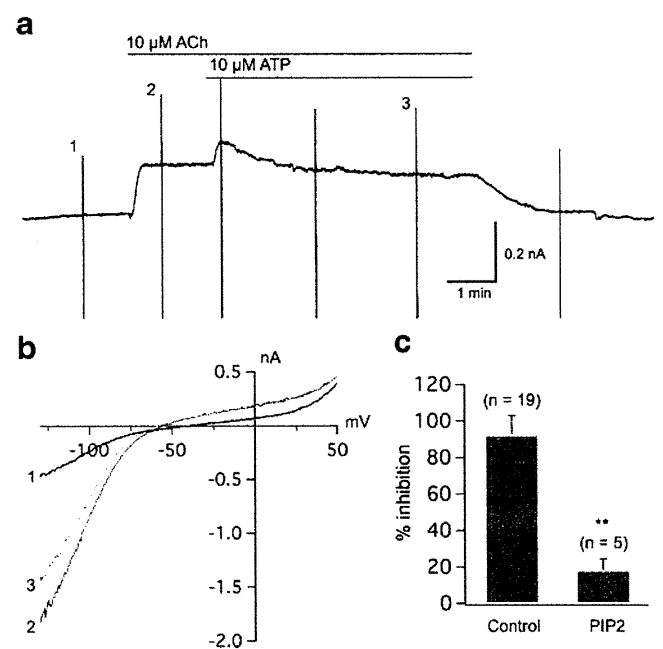 a
10 µM ACh
10 µM ATP
2
3
1
0.2 nA
1 min
b
nA
0.5
mV
-100
-50
50
1
-0.5
-1.0
3
-1.5
2
-2.0
c
120
(n = 19)
100
80
60
**
40
(n = 5)
20
0
% inhibition
Control
PIP2